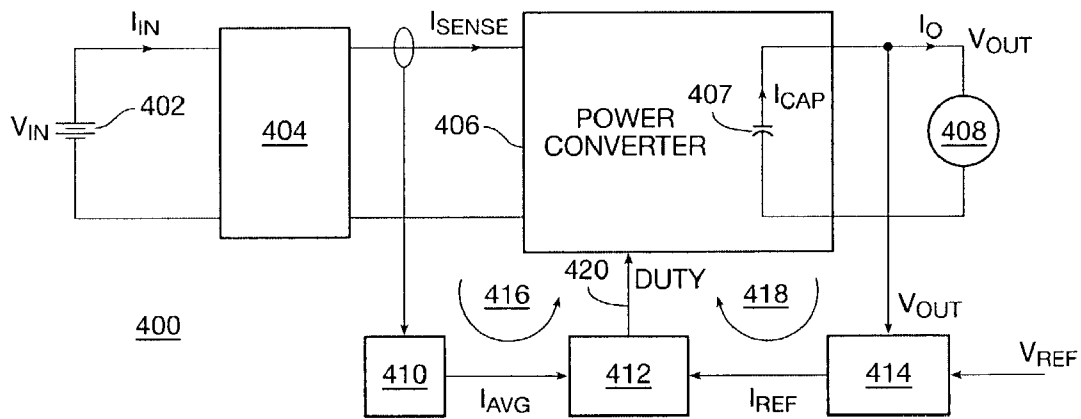 I_IN
I_SENSE
I_O
V_OUT
V_IN
402
404
406
407
I_CAP
POWER
CONVERTER
408
420
DUTY
416
418
V_OUT
400
410
I_AVG
412
I_REF
414
V_REF